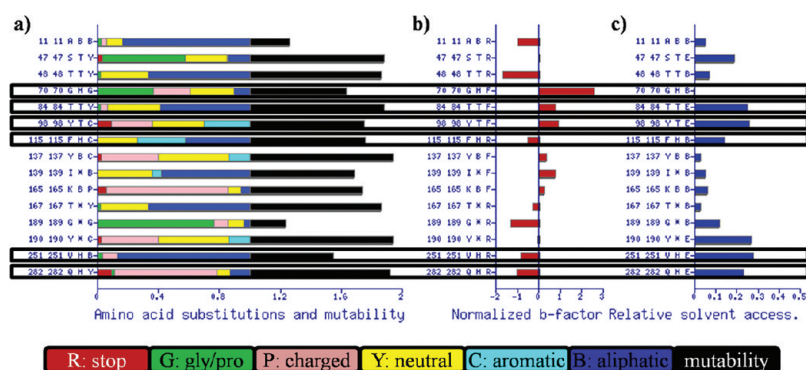 a) b) c)
11 11 A B B 11 11 A B R 11 11 A B B
47 47 S T Y 47 47 S T R 47 47 S T E
48 48 T T Y 48 48 T T R 48 48 T T B
70 70 G M G 70 70 G M F 70 70 G M B
84 84 T T Y 84 84 T T F 84 84 T T E
98 98 Y T C 98 98 Y T F 98 98 Y T E
115 115 F M C 115 115 F M R 115 115 F M B
137 137 Y B C 137 137 Y B F 137 137 Y B B
139 139 I * B 139 139 I * F 139 139 I * B
165 165 K B P 165 165 K B F 165 165 K B B
167 167 T * Y 167 167 T * R 167 167 T * B
189 189 G * G 189 189 G * R 189 189 G * B
190 190 Y * C 190 190 Y * R 190 190 Y * E
251 251 V M B 251 251 V M R 251 251 V M E
282 282 Q M Y 282 282 Q M R 282 282 Q M E
0 0.4 0.8 1.2 1.6 2 -2 -1 0 1 2 3 0 0.1 0.2 0.3 0.4 0.5
Amino acid substitutions and mutability Normalized b-factor Relative solvent access.
R: stop G: gly/pro P: charged Y: neutral C: aromatic B: aliphatic mutability